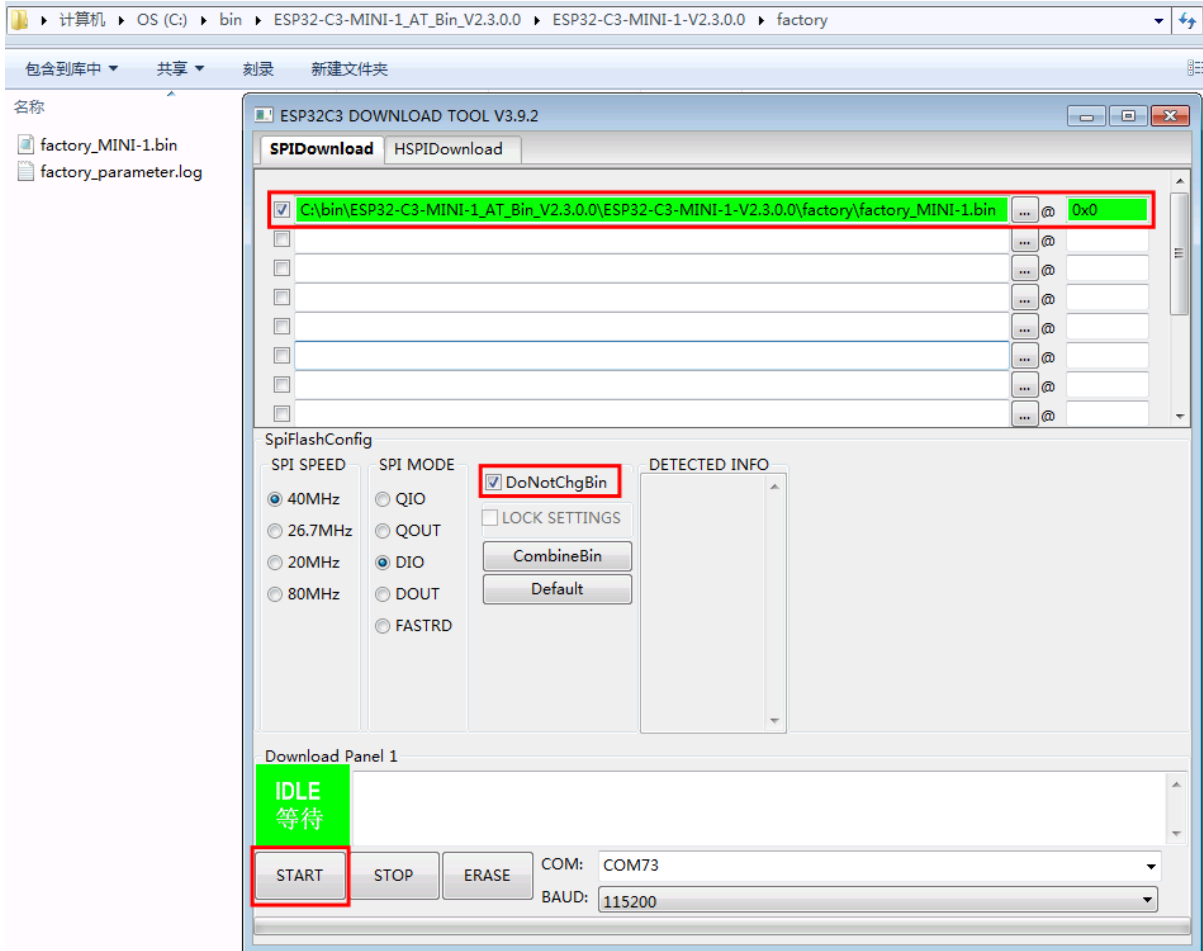 计算机 ▸ OS (C:) ▸ bin ▸ ESP32-C3-MINI-1_AT_Bin_V2.3.0.0 ▸ ESP32-C3-MINI-1-V2.3.0.0 ▸ factory
包含到库中 共享 刻录 新建文件夹
名称
factory_MINI-1.bin
factory_parameter.log
ESP32C3 DOWNLOAD TOOL V3.9.2
SPIDownload HSPIDownload
C:\bin\ESP32-C3-MINI-1_AT_Bin_V2.3.0.0\ESP32-C3-MINI-1-V2.3.0.0\factory\factory_MINI-1.bin ... @ 0x0
... @
... @
... @
... @
... @
... @
... @
SpiFlashConfig
SPI SPEED
40MHz
26.7MHz
20MHz
80MHz
SPI MODE
QIO
QOUT
DIO
DOUT
FASTRD
DoNotChgBin
LOCK SETTINGS
CombineBin
Default
DETECTED INFO
Download Panel 1
IDLE
等待
START STOP ERASE
COM: COM73
BAUD: 115200